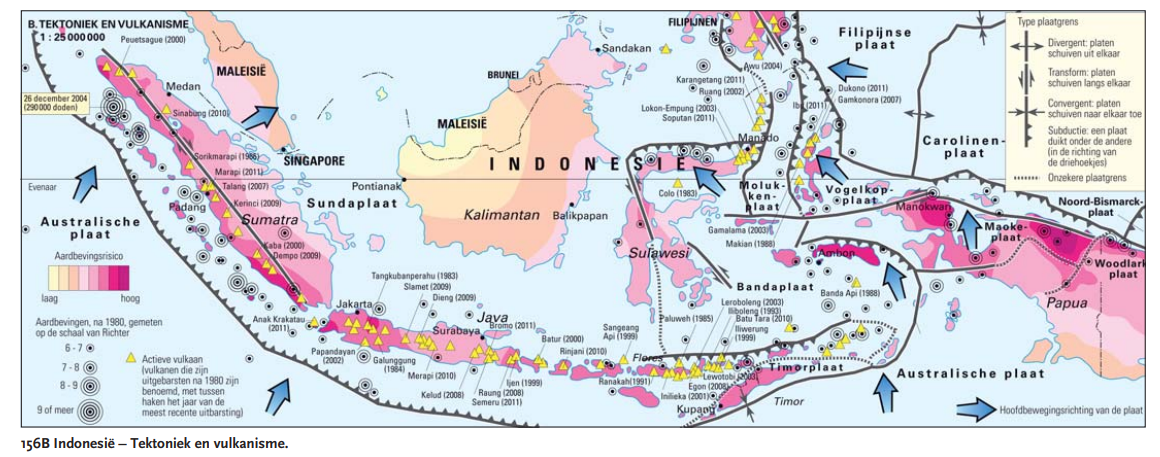 B. TEKTONIEK EN VULKANISME
1 : 25 000 000
Peuetsague (2000)
Medan
26 december 2004
(290 000 doden)
Sinabung (2010)
MALEISIË
SINGAPORE
Sorikmarapi (1986)
Marapi (2011)
Talang (2007)
Kerinci (2009)
Padang
Sumatra
Kaba (2000)
Dempo (2009)
Evenaar
Australische
plaat
Sundaplaat
Pontianak
Kalimantan
Balikpapan
MALEISIË
BRUNEI
Sandakan
INDONESIË
FILIPIJNEN
Awu (2004)
Karangetang (2011)
Ruang (2002)
Lokon-Empung (2003)
Soputan (2011)
Manado
Ibu (2011)
Dukono (2011)
Gamkonora (2007)
Filipijnse
plaat
Carolinen-
plaat
Colo (1983)
Molukken-
plaat
Vogelkop-
plaat
Gamalama (2003)
Makian (1988)
Manokwari
Maoke-
plaat
Noord-Bismarck-
plaat
Woodlark-
plaat
Papua
Sulawesi
Ambon
Bandaplaat
Banda Api (1988)
Aardbevingsrisico
laag
hoog
Aardbevingen, na 1980, gemeten
op de schaal van Richter
6 - 7
7 - 8
8 - 9
9 of meer
Actieve vulkaan
(vulkanen die zijn
uitgebarsten na 1980 zijn
benoemd, met tussen
haken het jaar van de
meest recente uitbarsting)
Anak Krakatau
(2011)
Jakarta
Tangkubanperahu (1983)
Slamet (2009)
Dieng (2009)
Java
Surabaya
Bromo (2011)
Papandayan
(2002)
Galunggung
(1984)
Merapi (2010)
Kelud (2008)
Semeru (2011)
Raung (2008)
Ijen (1999)
Batur (2000)
Rinjani (2010)
Sangeang
Api (1999)
Paluweh (1985)
Leroboleng (2003)
Iliboleng (1993)
Batu Tara (2010)
Iliwerung
(1999)
Flores
Ranakah (1991)
Lewotobi (2003)
Egon (2008)
Inilieka (2001)
Kupang
Timorplaat
Timor
Australische plaat
Type plaatgrens
Divergent: platen
schuiven uit elkaar
Transform: platen
schuiven langs elkaar
Convergent: platen
schuiven naar elkaar toe
Subductie: een plaat
duikt onder de andere
(in de richting van
de driehoekjes)
Onzekere plaatgrens
Hoofdbewegingsrichting van de plaat
156B Indonesië – Tektoniek en vulkanisme.